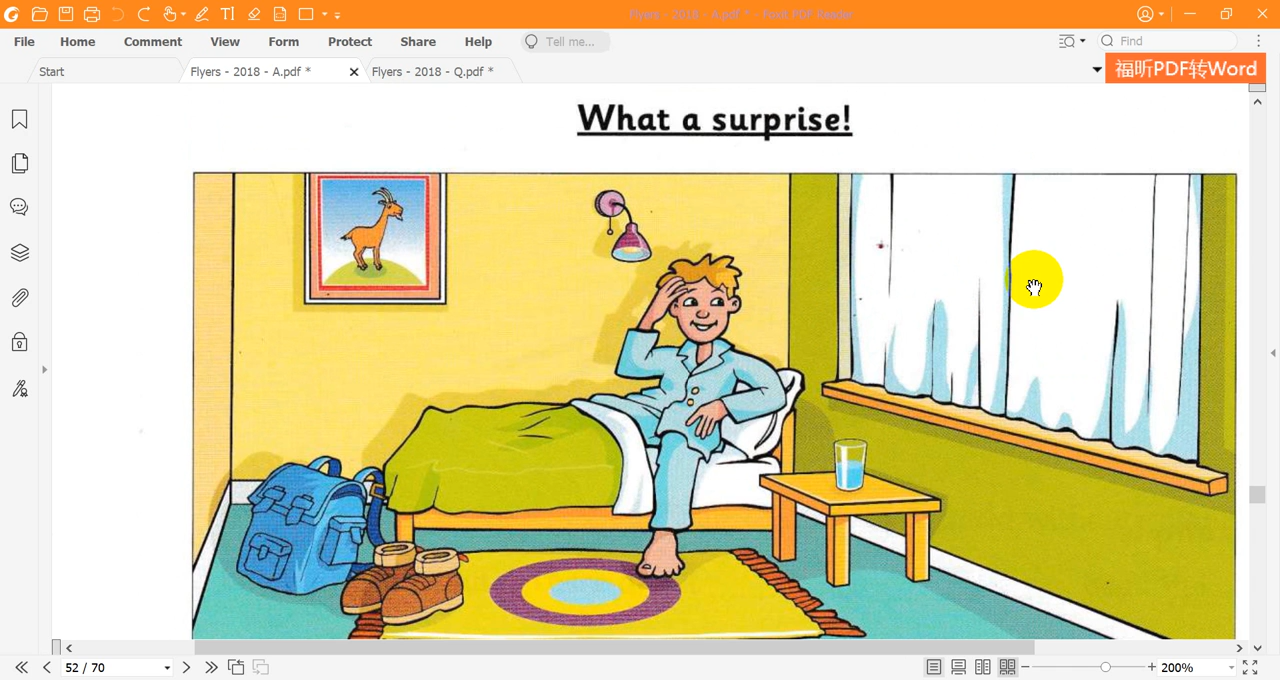 Flyers - 2018 - A.pdf * - Foxit PDF Reader
File Home Comment View Form Protect Share Help Tell me... Find
Start Flyers - 2018 - A.pdf * Flyers - 2018 - Q.pdf * 福昕PDF转Word
What a surprise!
52 / 70 200%